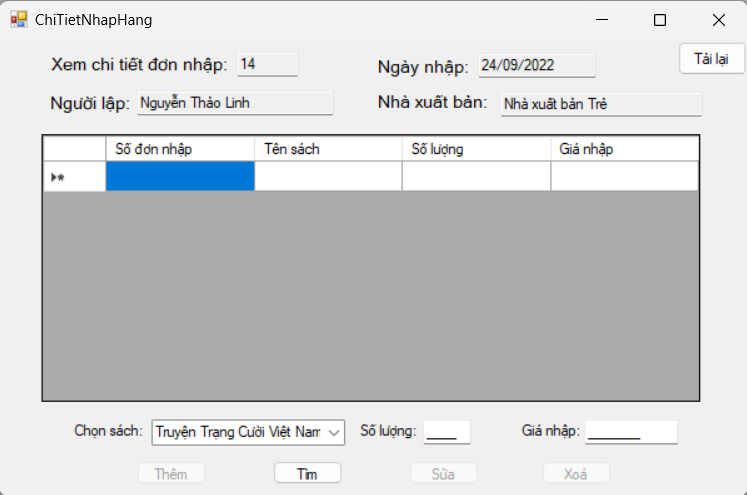 ChiTietNhapHang
Tải lại
Xem chi tiết đơn nhập: 14
Ngày nhập: 24/09/2022
Người lập: Nguyễn Thảo Linh
Nhà xuất bản: Nhà xuất bản Trẻ
Số đơn nhập Tên sách Số lượng Giá nhập
Chọn sách: Truyện Trạng Cười Việt Nam Số lượng: ____ Giá nhập: _______
Thêm Tìm Sửa Xoá